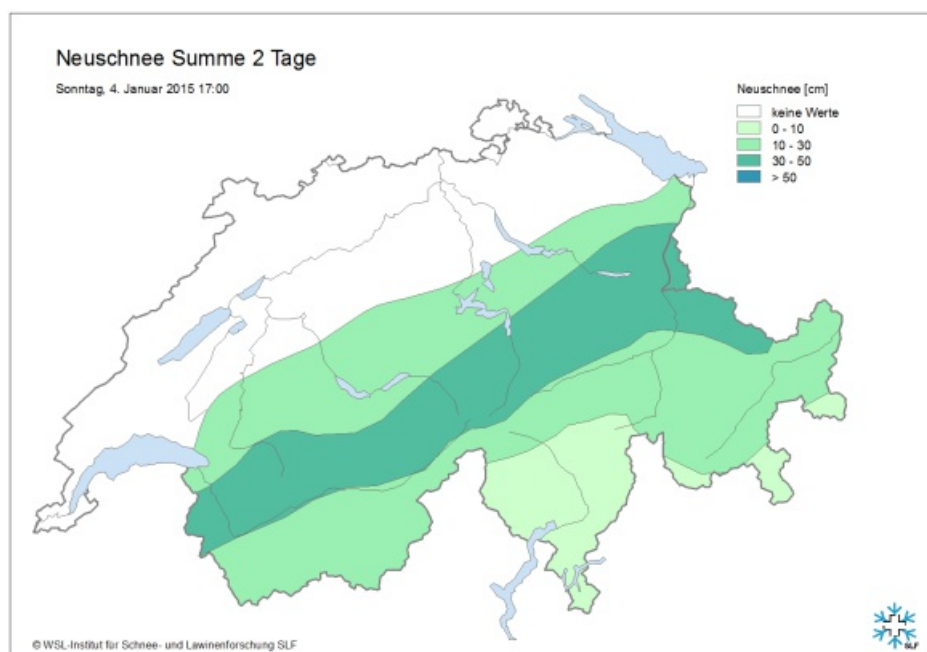 Neuschnee Summe 2 Tage
Sonntag, 4. Januar 2015 17:00
Neuschnee [cm]
keine Werte
0 - 10
10 - 30
30 - 50
> 50
© WSL-Institut für Schnee- und Lawinenforschung SLF
SLF